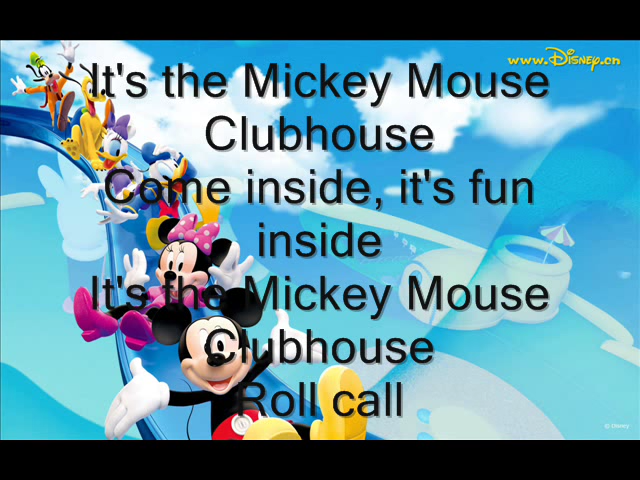 www.Disney.cn
It's the Mickey Mouse
Clubhouse
Come inside, it's fun
inside
It's the Mickey Mouse
Clubhouse
Roll call
© Disney